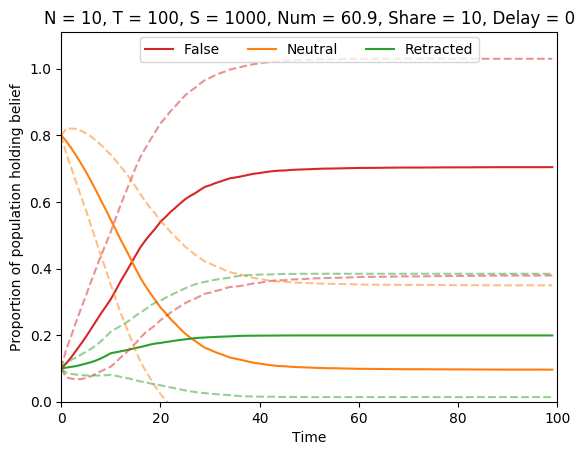 N = 10, T = 100, S = 1000, Num = 60.9, Share = 10, Delay = 0
False Neutral Retracted
Proportion of population holding belief
1.0
0.8
0.6
0.4
0.2
0.0
0 20 40 60 80 100
Time